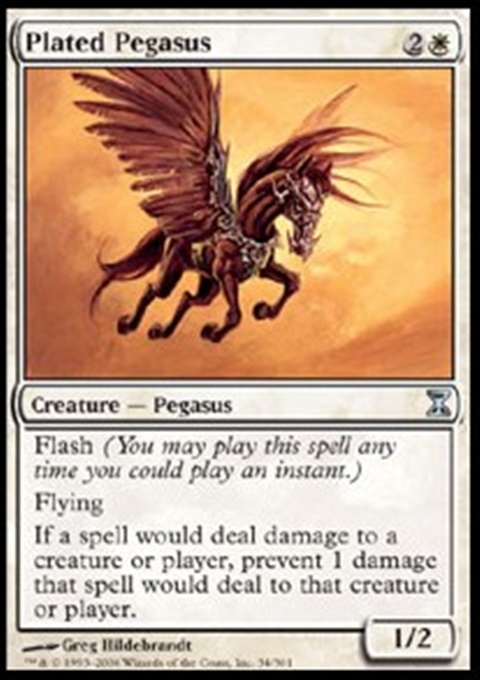 Plated Pegasus 2
Creature — Pegasus
Flash (You may play this spell any
time you could play an instant.)
Flying
If a spell would deal damage to a
creature or player, prevent 1 damage
that spell would deal to that creature
or player.
Greg Hildebrandt
1/2
™ & © 1993-2006 Wizards of the Coast, Inc. 34/301